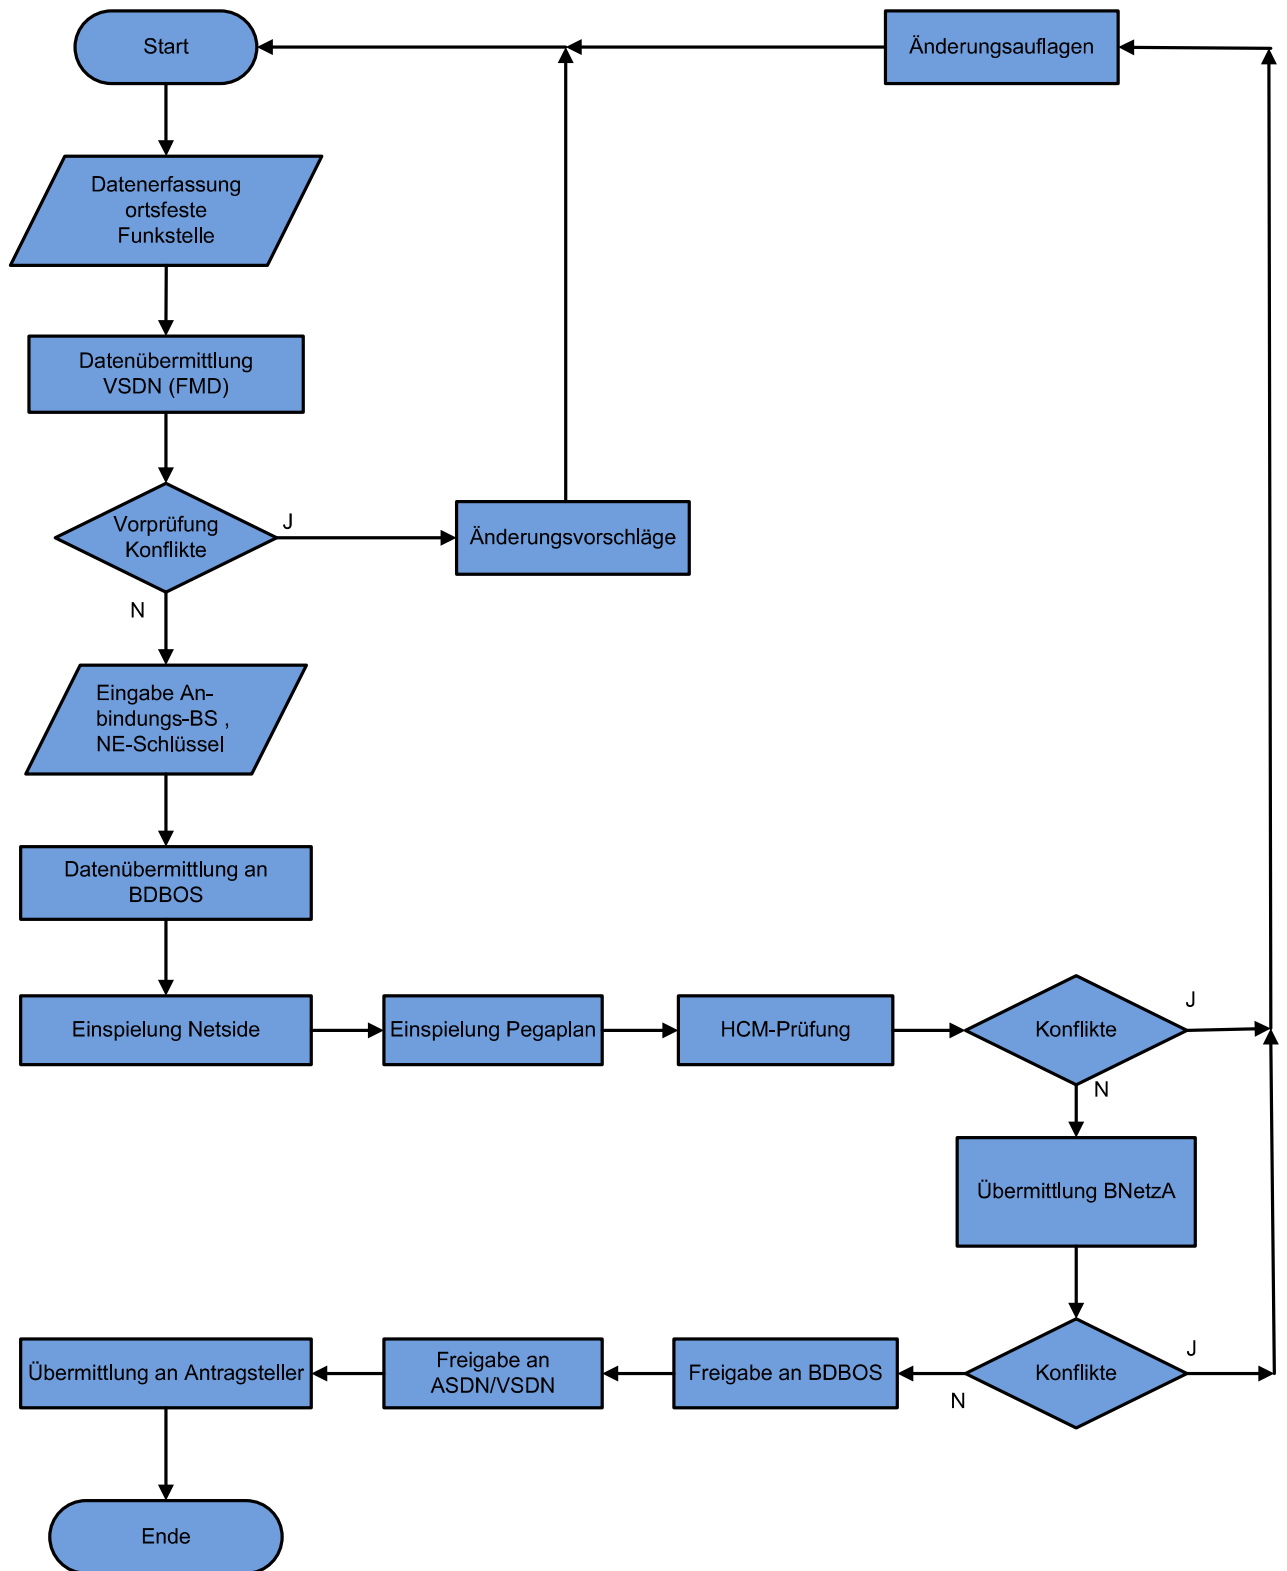 Start
Änderungsauflagen
Datenerfassung
ortsfeste
Funkstelle
Datenübermittlung
VSDN (FMD)
Vorprüfung
Konflikte
J
Änderungsvorschläge
N
Eingabe An-
bindungs-BS ,
NE-Schlüssel
Datenübermittlung an
BDBOS
Einspielung Netside
Einspielung Pegaplan
HCM-Prüfung
Konflikte
J
N
Übermittlung BNetzA
Übermittlung an Antragsteller
Freigabe an
ASDN/VSDN
Freigabe an BDBOS
N
Konflikte
J
Ende